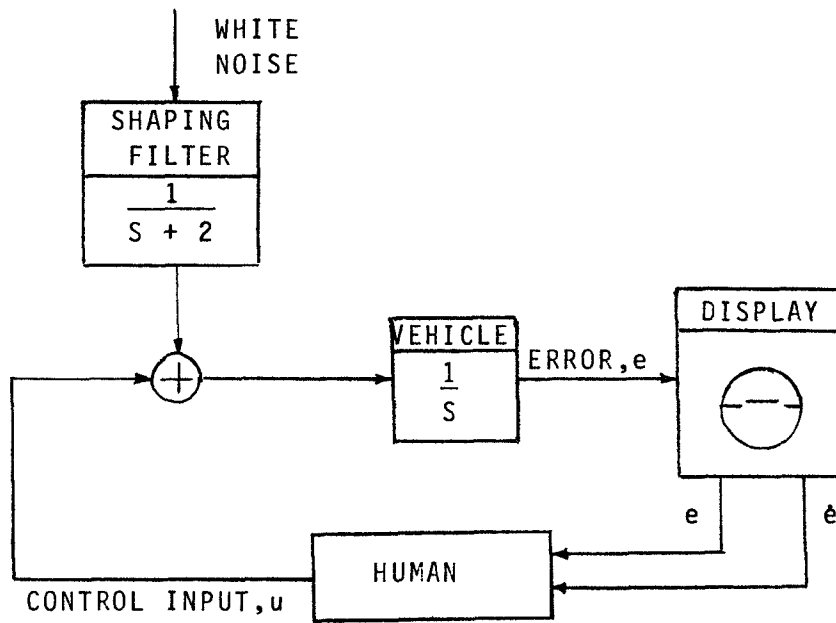 WHITE
NOISE
SHAPING
FILTER
1
S + 2
+
VEHICLE
1
S
ERROR,e
DISPLAY
e
ė
HUMAN
CONTROL INPUT,u